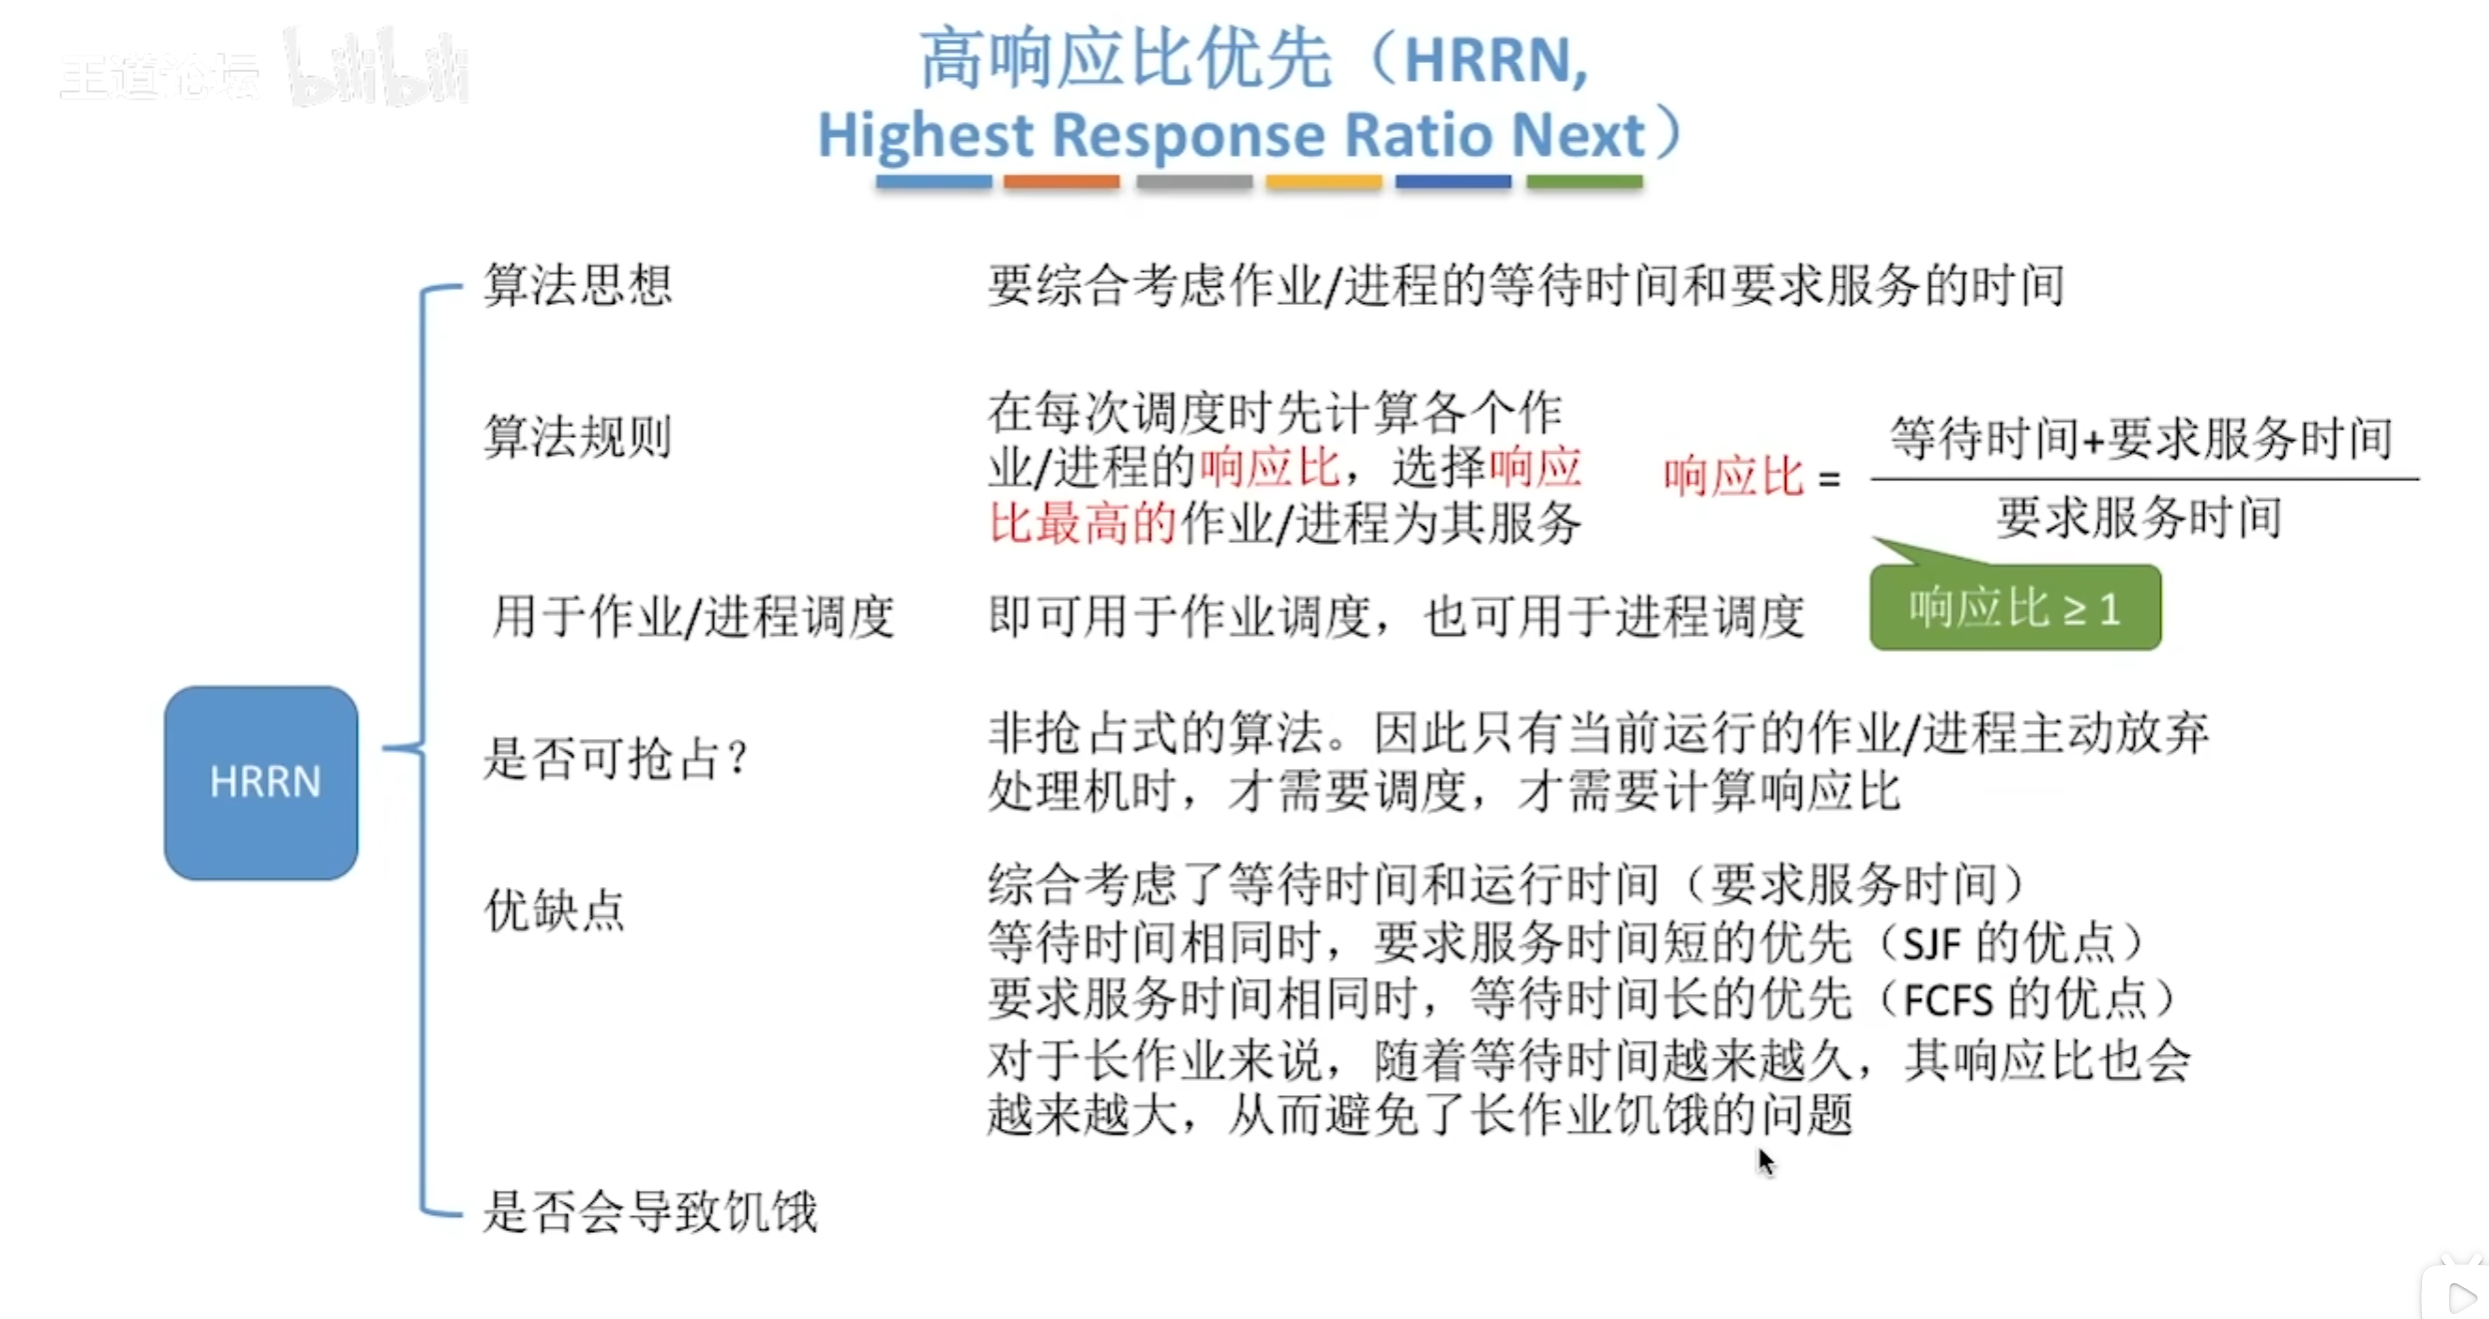 王道论坛 bilibili
高响应比优先（HRRN,
Highest Response Ratio Next）
算法思想
要综合考虑作业/进程的等待时间和要求服务的时间
算法规则
在每次调度时先计算各个作
业/进程的响应比，选择响应
比最高的作业/进程为其服务
响应比 =
等待时间+要求服务时间
要求服务时间
响应比 ≥ 1
用于作业/进程调度
即可用于作业调度，也可用于进程调度
HRRN
是否可抢占？
非抢占式的算法。因此只有当前运行的作业/进程主动放弃
处理机时，才需要调度，才需要计算响应比
优缺点
综合考虑了等待时间和运行时间（要求服务时间）
等待时间相同时，要求服务时间短的优先（SJF 的优点）
要求服务时间相同时，等待时间长的优先（FCFS 的优点）
对于长作业来说，随着等待时间越来越久，其响应比也会
越来越大，从而避免了长作业饥饿的问题
是否会导致饥饿